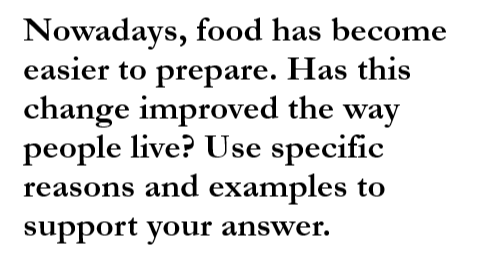 Nowadays, food has become
easier to prepare. Has this
change improved the way
people live? Use specific
reasons and examples to
support your answer.